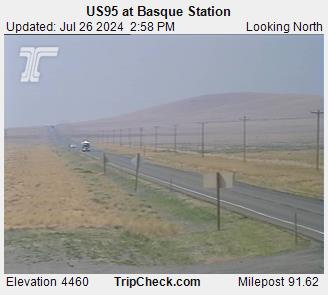 US95 at Basque Station
Updated: Jul 26 2024 2:58 PM Looking North
Elevation 4460 TripCheck.com Milepost 91.62